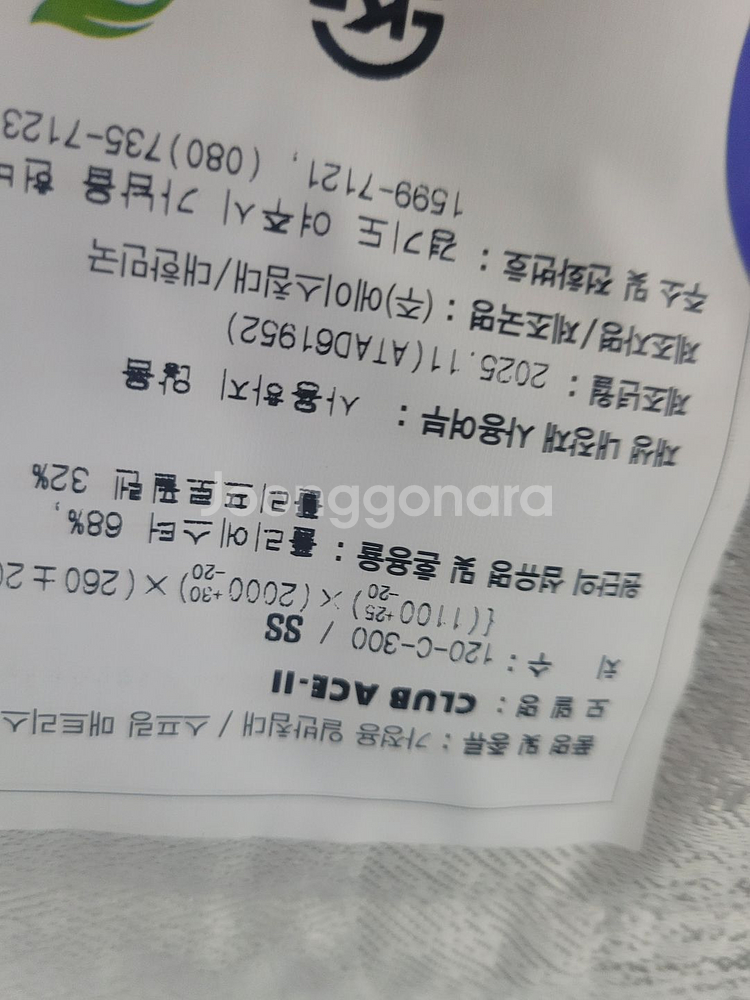 품명 및 종류 : 가정용 일반침대 / 스프링 매트리스
모 델 명 : CLUB ACE-II
치 수 : 120-C-300 / SS
{(1100 +25 -20) X (2000 +30 -20) X (260 ± 20
원단의 섬유명 및 혼용율 : 폴리에스터 68%,
폴리프로필렌 32%
재생 내장재 사용여부 : 사용하지 않음
제조년월 : 2025.11(ATAD61952)
제조자명/제조국명 : (주)에이스침대/대한민국
주소 및 전화번호 : 경기도 여주시 가남읍
1599-7121, (080)735-7123
K
Joonggonara